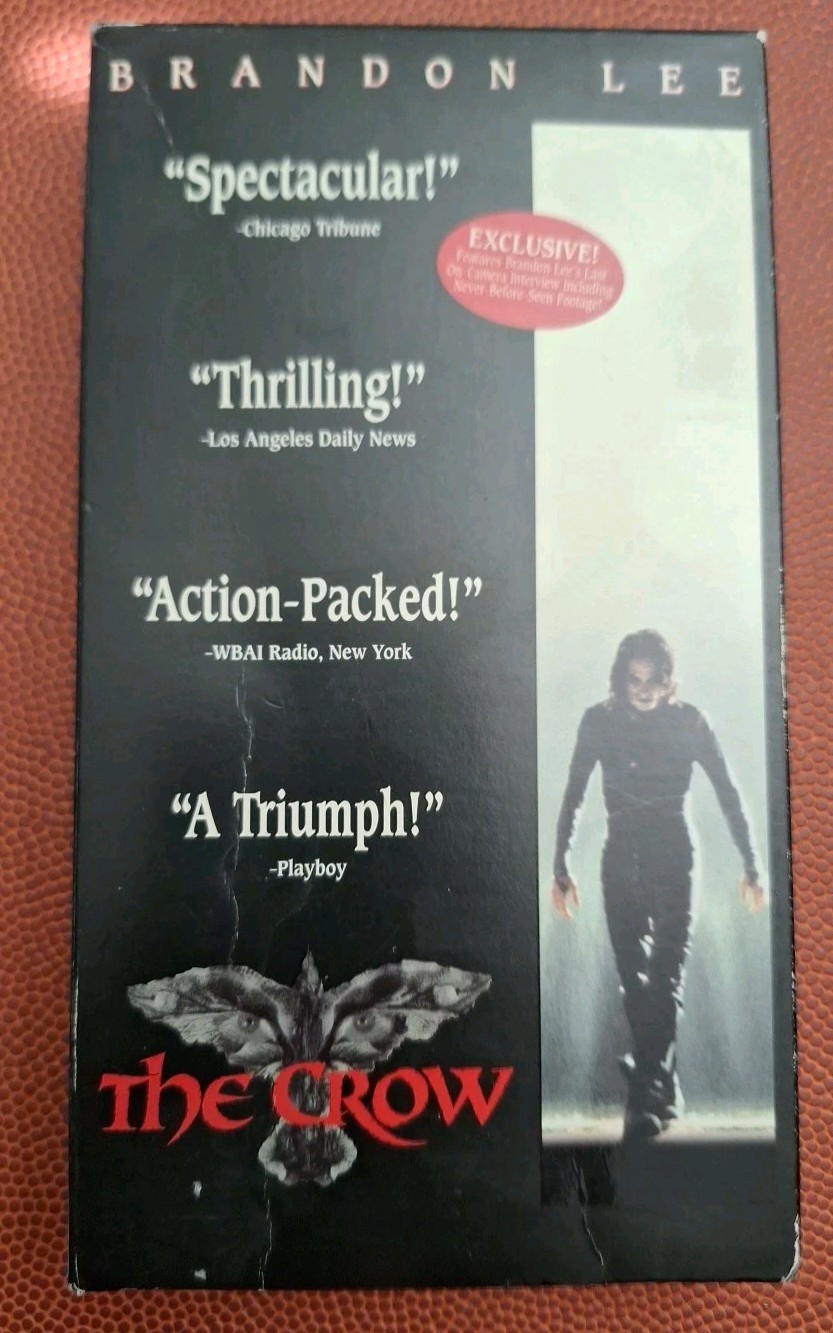 BRANDON LEE
“Spectacular!”
-Chicago Tribune
EXCLUSIVE!
Features Brandon Lee's Last
On Camera Interview Including
Never-Before-Seen Footage!
“Thrilling!”
-Los Angeles Daily News
“Action-Packed!”
-WBAI Radio, New York
“A Triumph!”
-Playboy
THE CROW